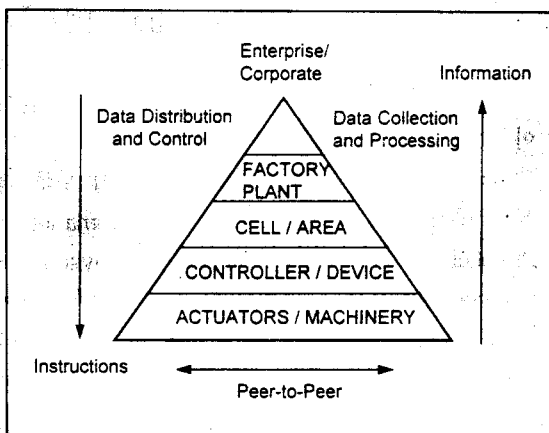 Enterprise/
Corporate
Information
Data Distribution
and Control
Data Collection
and Processing
FACTORY
PLANT
CELL / AREA
CONTROLLER / DEVICE
ACTUATORS / MACHINERY
Instructions
Peer-to-Peer